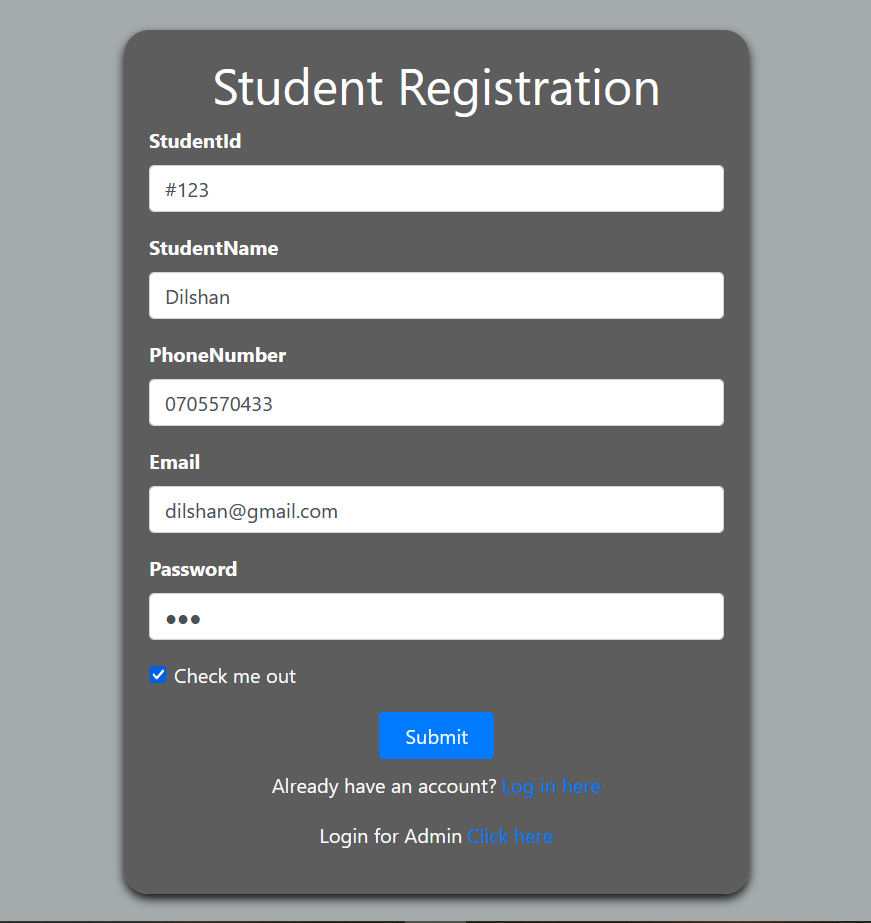 Student Registration
StudentId
#123
StudentName
Dilshan
PhoneNumber
0705570433
Email
dilshan@gmail.com
Password
●●●
Check me out
Submit
Already have an account? Log in here
Login for Admin Click here